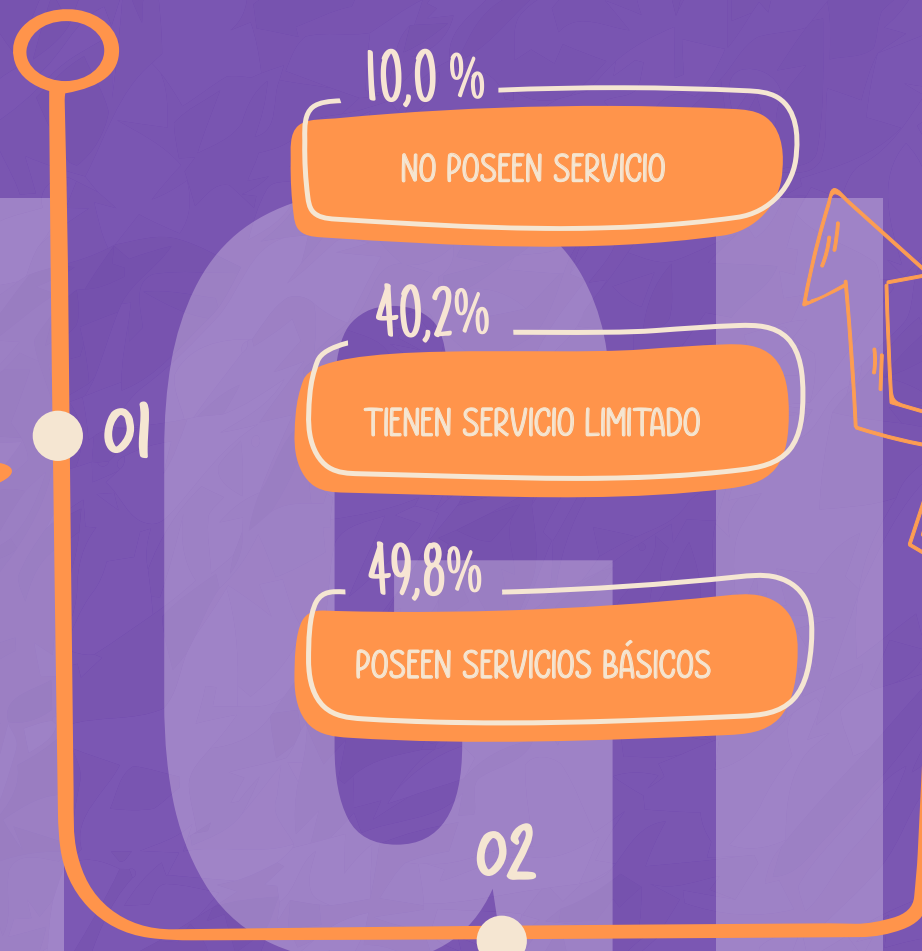 10,0 %
NO POSEEN SERVICIO
40,2%
TIENEN SERVICIO LIMITADO
01
49,8%
POSEEN SERVICIOS BÁSICOS
02